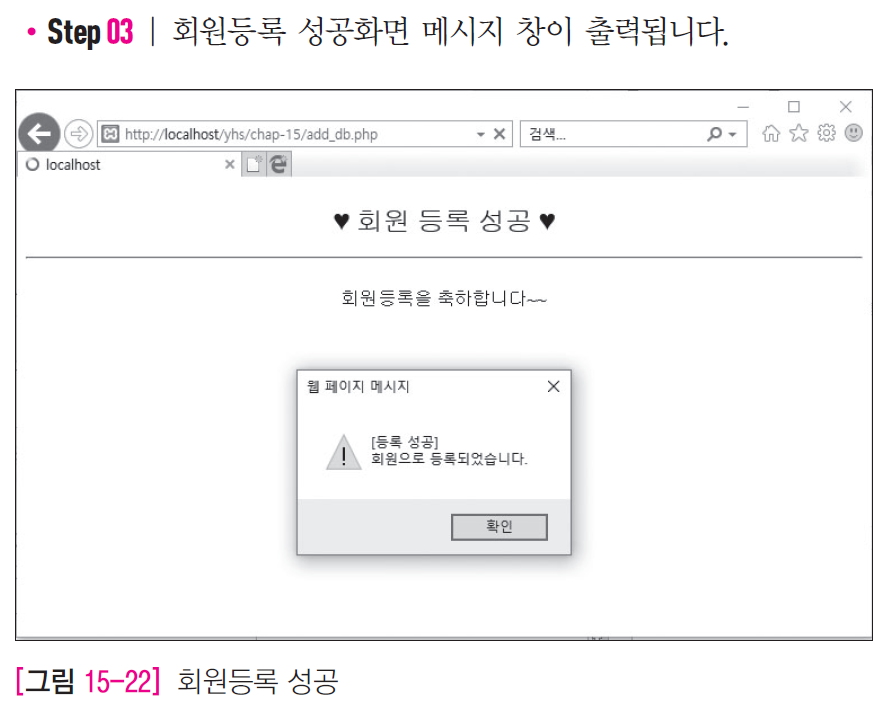 • Step 03 | 회원등록 성공화면 메시지 창이 출력됩니다.
http://localhost/yhs/chap-15/add_db.php
검색...
localhost
♥ 회원 등록 성공 ♥
회원등록을 축하합니다~~
웹 페이지 메시지
[등록 성공]
회원으로 등록되었습니다.
확인
[그림 15-22] 회원등록 성공